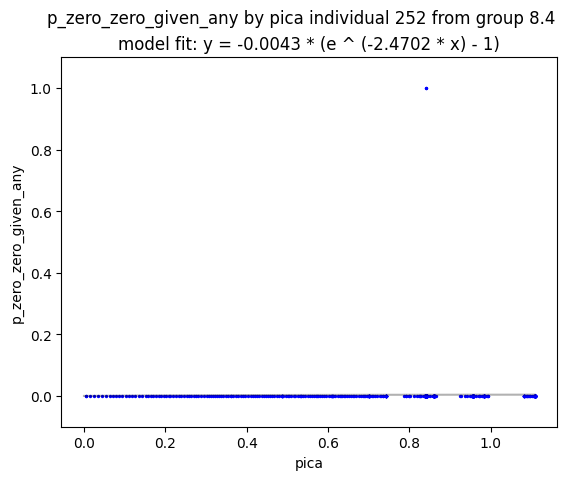 p_zero_zero_given_any by pica individual 252 from group 8.4
model fit: y = -0.0043 * (e ^ (-2.4702 * x) - 1)
1.0
0.8
0.6
0.4
0.2
0.0
p_zero_zero_given_any
0.0 0.2 0.4 0.6 0.8 1.0
pica